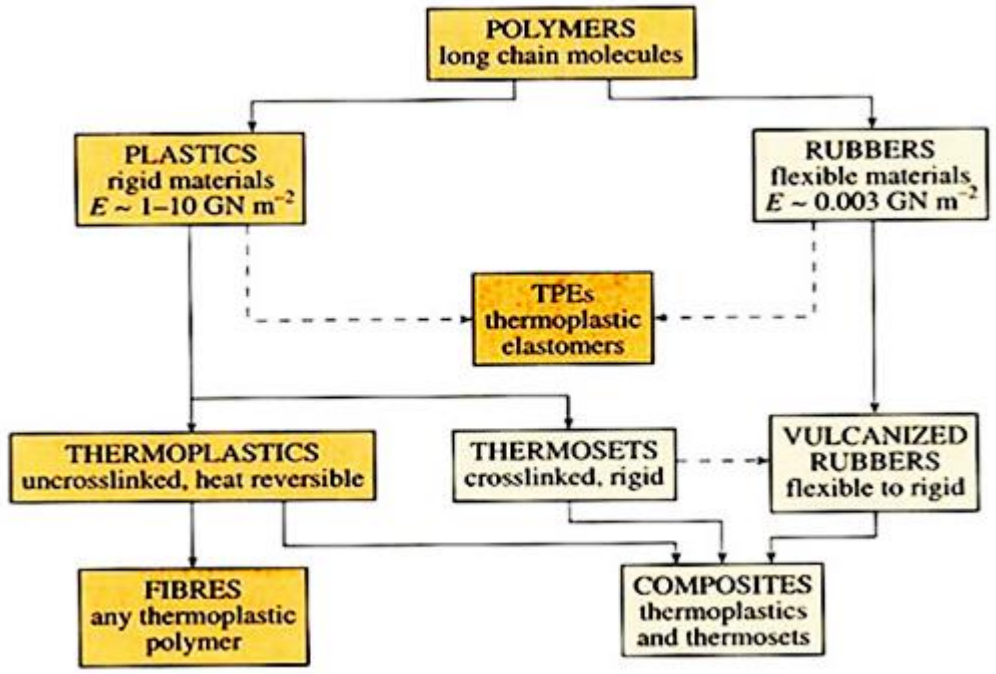 POLYMERS
long chain molecules
PLASTICS
rigid materials
E ~ 1–10 GN m⁻²
RUBBERS
flexible materials
E ~ 0.003 GN m⁻²
TPEs
thermoplastic
elastomers
THERMOPLASTICS
uncrosslinked, heat reversible
THERMOSETS
crosslinked, rigid
VULCANIZED
RUBBERS
flexible to rigid
FIBRES
any thermoplastic
polymer
COMPOSITES
thermoplastics
and thermosets